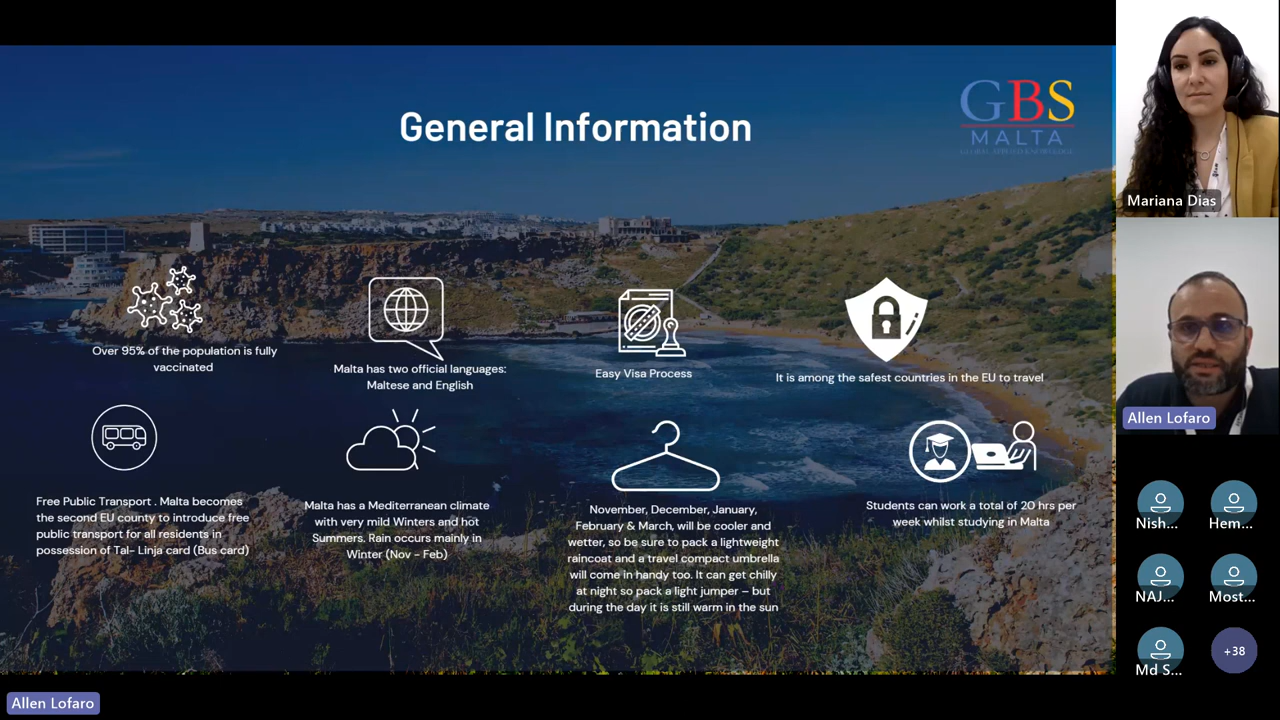 General Information
GBS
MALTA
Over 95% of the population is fully
vaccinated
Malta has two official languages:
Maltese and English
Easy Visa Process
It is among the safest countries in the EU to travel
Free Public Transport . Malta becomes
the second EU county to introduce free
public transport for all residents in
possession of Tal- Linja card (Bus card)
Malta has a Mediterranean climate
with very mild Winters and hot
Summers. Rain occurs mainly in
Winter (Nov - Feb)
November, December, January,
February & March, will be cooler and
wetter, so be sure to pack a lightweight
raincoat and a travel compact umbrella
will come in handy too. It can get chilly
at night so pack a light jumper – but
during the day it is still warm in the sun
Students can work a total of 20 hrs per
week whilst studying in Malta
Mariana Dias
Allen Lofaro
Nish...
Hem...
NAJ...
Most...
Md S...
+38
Allen Lofaro